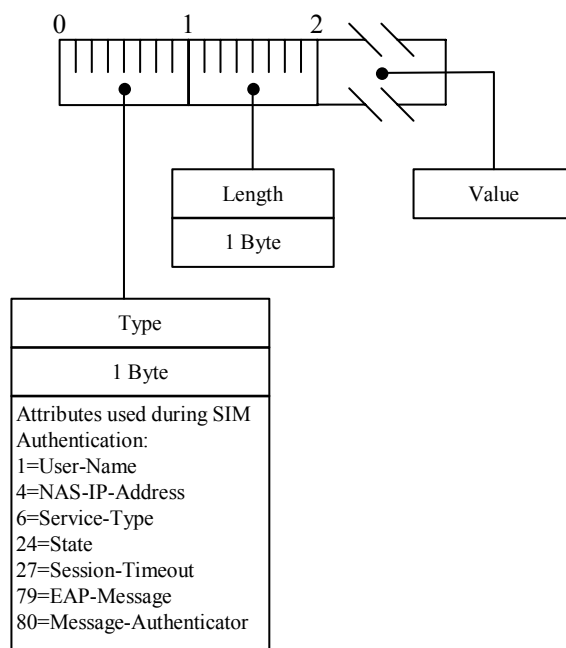 0 1 2
Length
1 Byte
Value
Type
1 Byte
Attributes used during SIM
Authentication:
1=User-Name
4=NAS-IP-Address
6=Service-Type
24=State
27=Session-Timeout
79=EAP-Message
80=Message-Authenticator